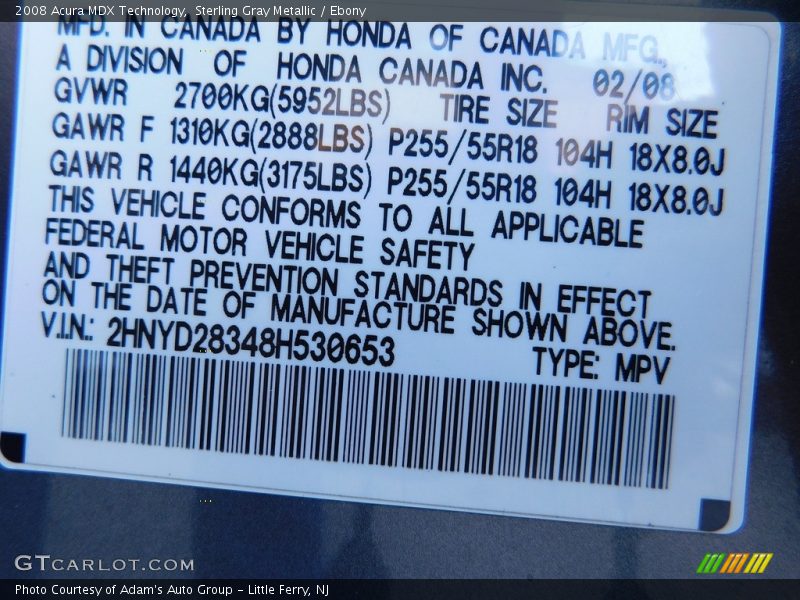 2008 Acura MDX Technology, Sterling Gray Metallic / Ebony
MFD. IN CANADA BY HONDA OF CANADA MFG.,
A DIVISION OF HONDA CANADA INC. 02/08
GVWR 2700KG(5952LBS) TIRE SIZE RIM SIZE
GAWR F 1310KG(2888LBS) P255/55R18 104H 18X8.0J
GAWR R 1440KG(3175LBS) P255/55R18 104H 18X8.0J
THIS VEHICLE CONFORMS TO ALL APPLICABLE
FEDERAL MOTOR VEHICLE SAFETY
AND THEFT PREVENTION STANDARDS IN EFFECT
ON THE DATE OF MANUFACTURE SHOWN ABOVE.
V.I.N.: 2HNYD28348H530653 TYPE: MPV
GTCARLOT.COM
Photo Courtesy of Adam's Auto Group - Little Ferry, NJ